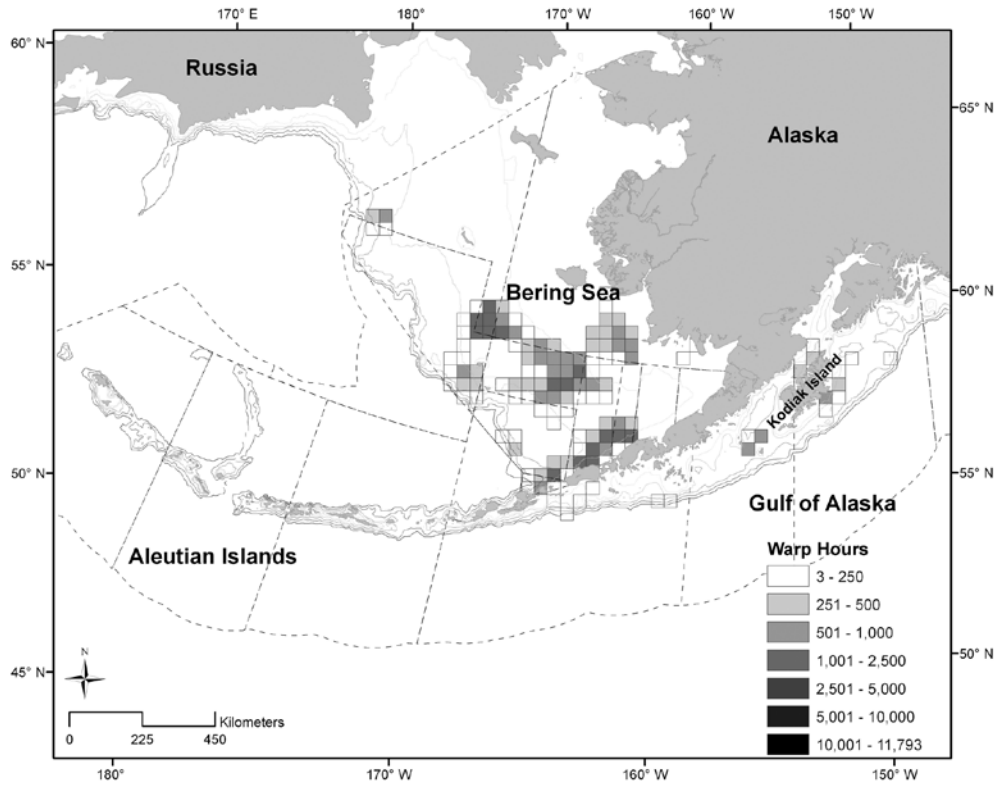 170° E 180° 170° W 160° W 150° W
60° N
Russia
65° N
Alaska
55° N
60° N
Bering Sea
Kodiak Island
50° N
55° N
Gulf of Alaska
Aleutian Islands
Warp Hours
3 - 250
251 - 500
501 - 1,000
1,001 - 2,500
2,501 - 5,000
5,001 - 10,000
10,001 - 11,793
N
50° N
45° N
Kilometers
0 225 450
180° 170° W 160° W 150° W